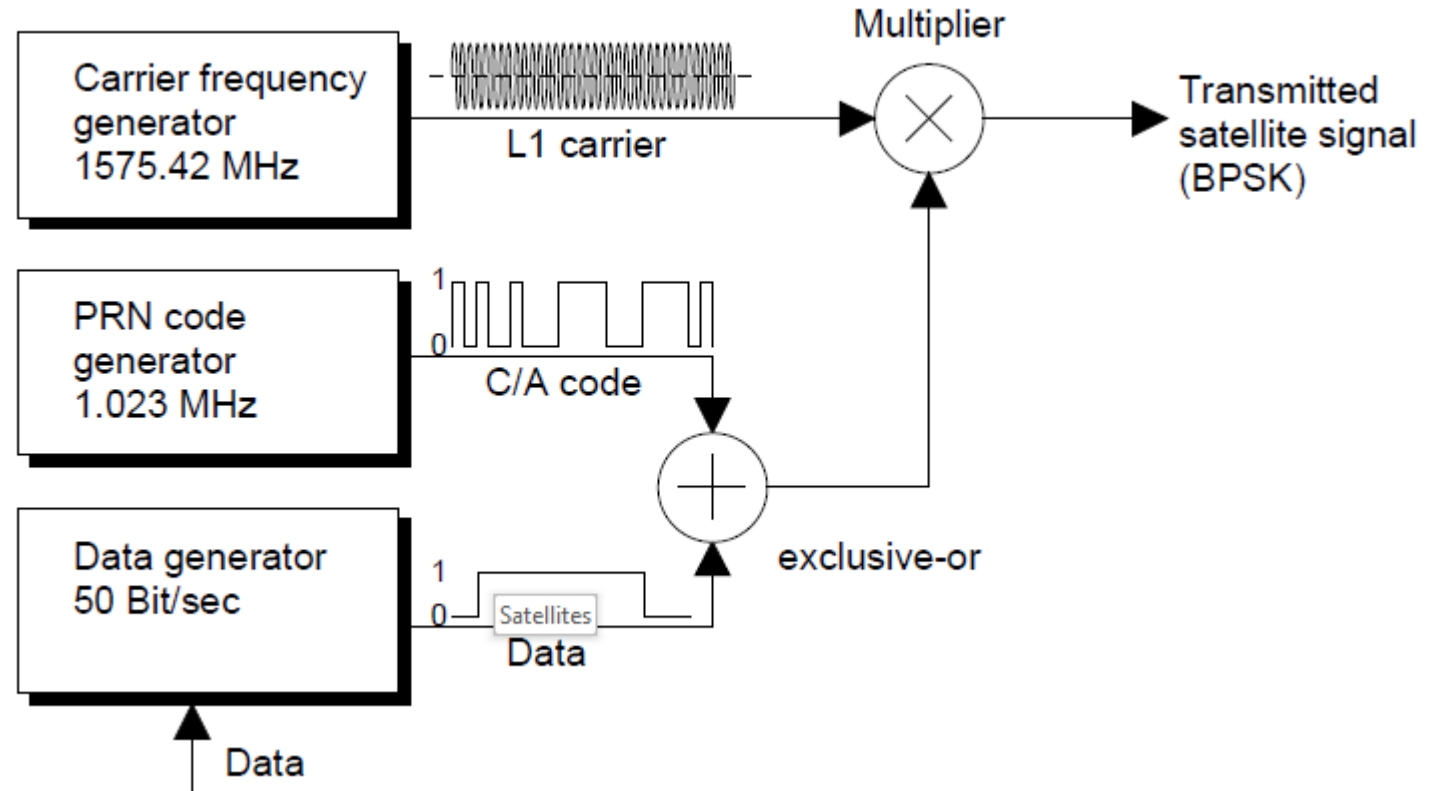 Multiplier
Carrier frequency
generator
1575.42 MHz
L1 carrier
Transmitted
satellite signal
(BPSK)
PRN code
generator
1.023 MHz
1
0
C/A code
Data generator
50 Bit/sec
1
0
Satellites
Data
exclusive-or
Data